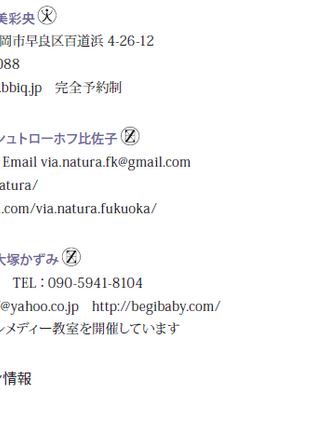 美彩央
岡市早良区百道浜 4-26-12
088
.bbiq.jp　完全予約制
シュトローホフ比佐子 Ⓩ
Email via.natura.fk@gmail.com
atura/
.com/via.natura.fukuoka/
大塚かずみ Ⓩ
TEL：090-5941-8104
@yahoo.co.jp　http://begibaby.com/
レメディー教室を開催しています
情報